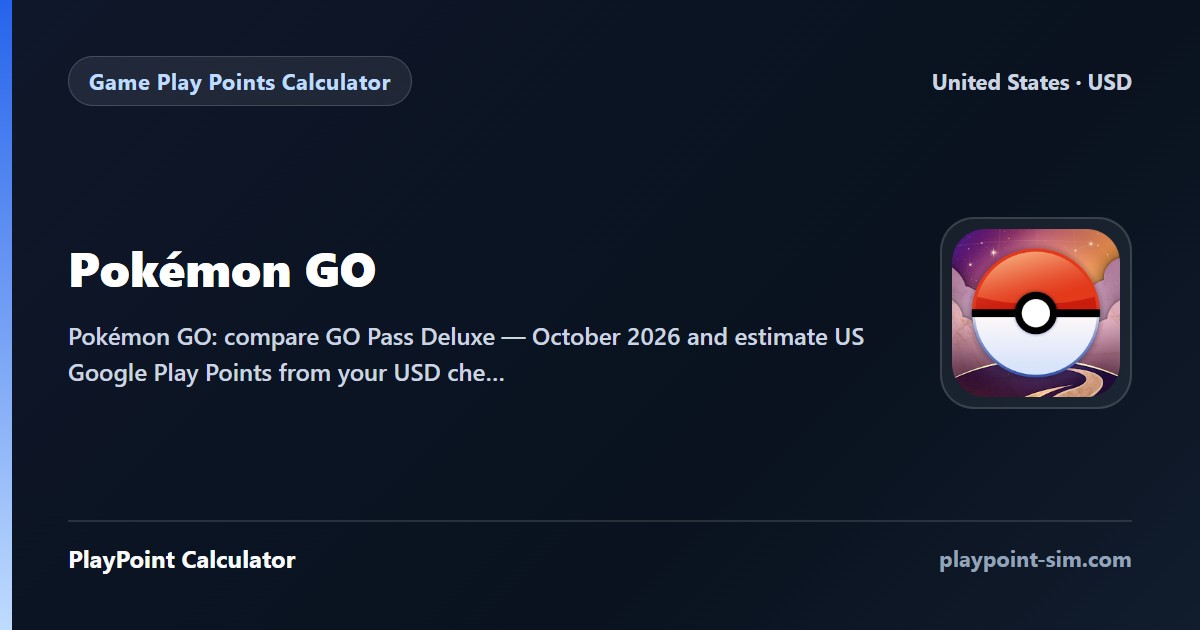 Game Play Points Calculator
United States · USD
Pokémon GO
Pokémon GO: compare GO Pass Deluxe — October 2026 and estimate US
Google Play Points from your USD che...
PlayPoint Calculator
playpoint-sim.com